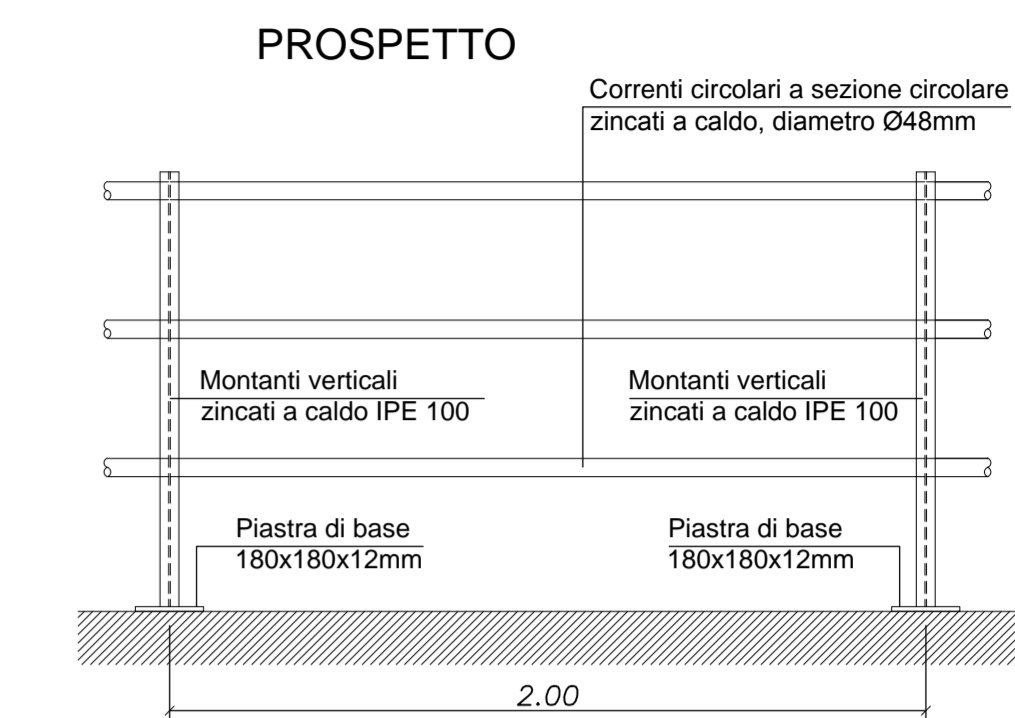 PROSPETTO
Correnti circolari a sezione circolare
zincati a caldo, diametro Ø48mm
Montanti verticali
zincati a caldo IPE 100
Montanti verticali
zincati a caldo IPE 100
Piastra di base
180x180x12mm
Piastra di base
180x180x12mm
2.00